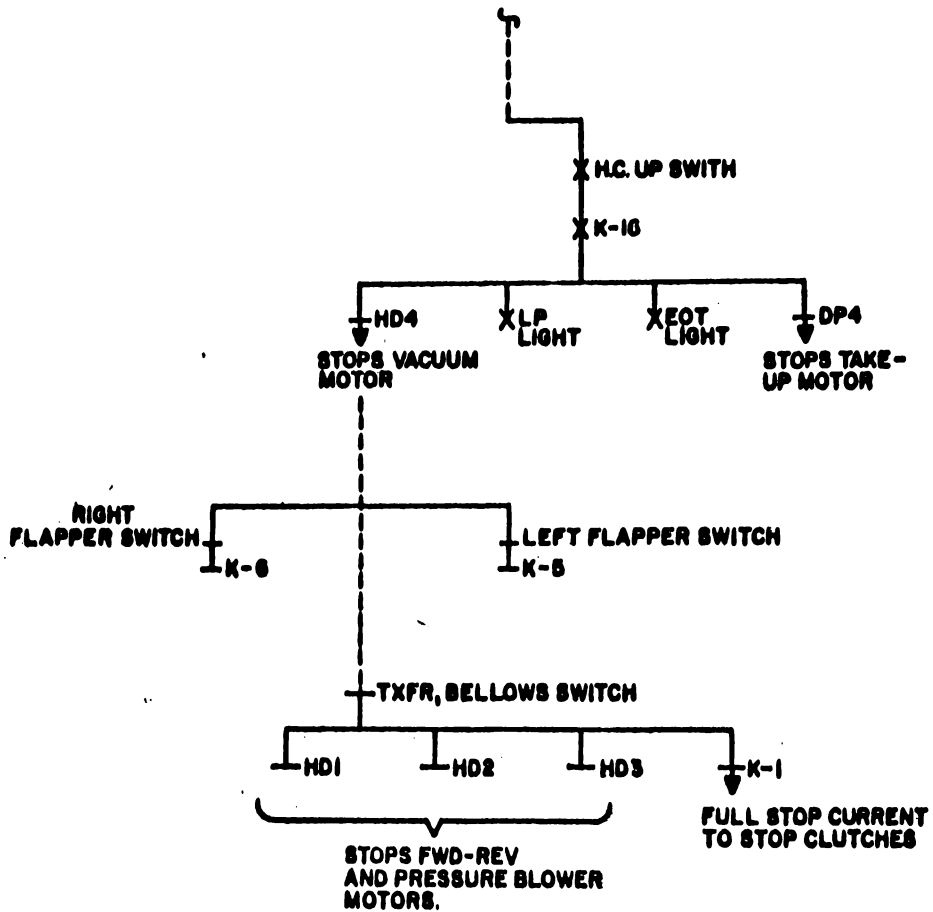 H.C. UP SWITH
K-16
HD4
LP
LIGHT
EOT
LIGHT
DP4
STOPS VACUUM
MOTOR
STOPS TAKE-
UP MOTOR
RIGHT
FLAPPER SWITCH
K-6
LEFT FLAPPER SWITCH
K-5
TXFR, BELLOWS SWITCH
HD1
HD2
HD3
K-1
FULL STOP CURRENT
TO STOP CLUTCHES
STOPS FWD-REV
AND PRESSURE BLOWER
MOTORS.